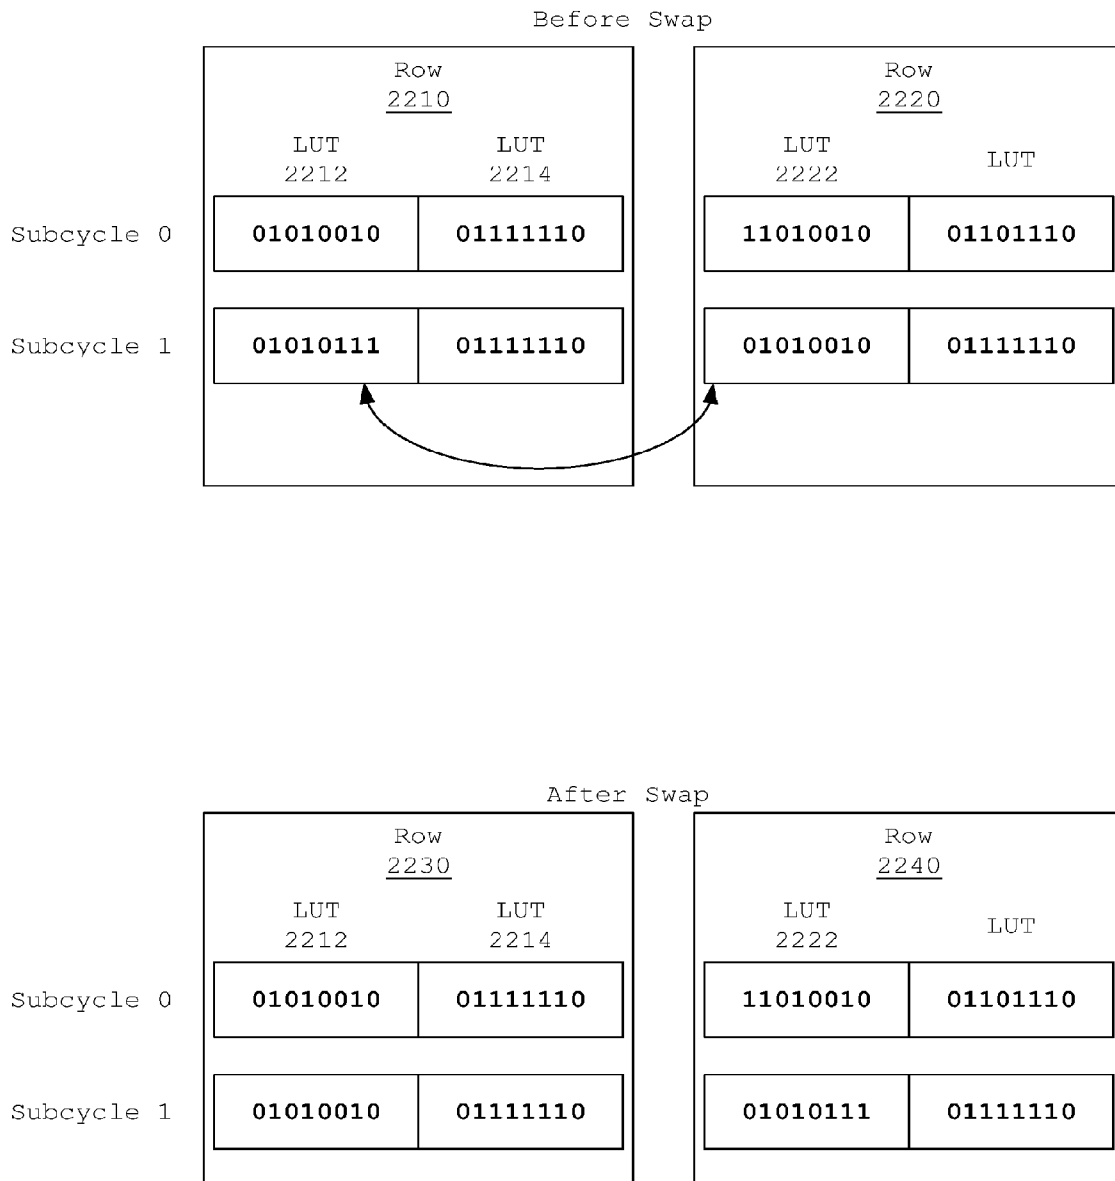 Before Swap
Row Row
2210 2220
LUT LUT LUT LUT
2212 2214 2222
Subcycle 0 01010010 01111110 11010010 01101110
Subcycle 1 01010111 01111110 01010010 01111110
After Swap
Row Row
2230 2240
LUT LUT LUT LUT
2212 2214 2222
Subcycle 0 01010010 01111110 11010010 01101110
Subcycle 1 01010010 01111110 01010111 01111110